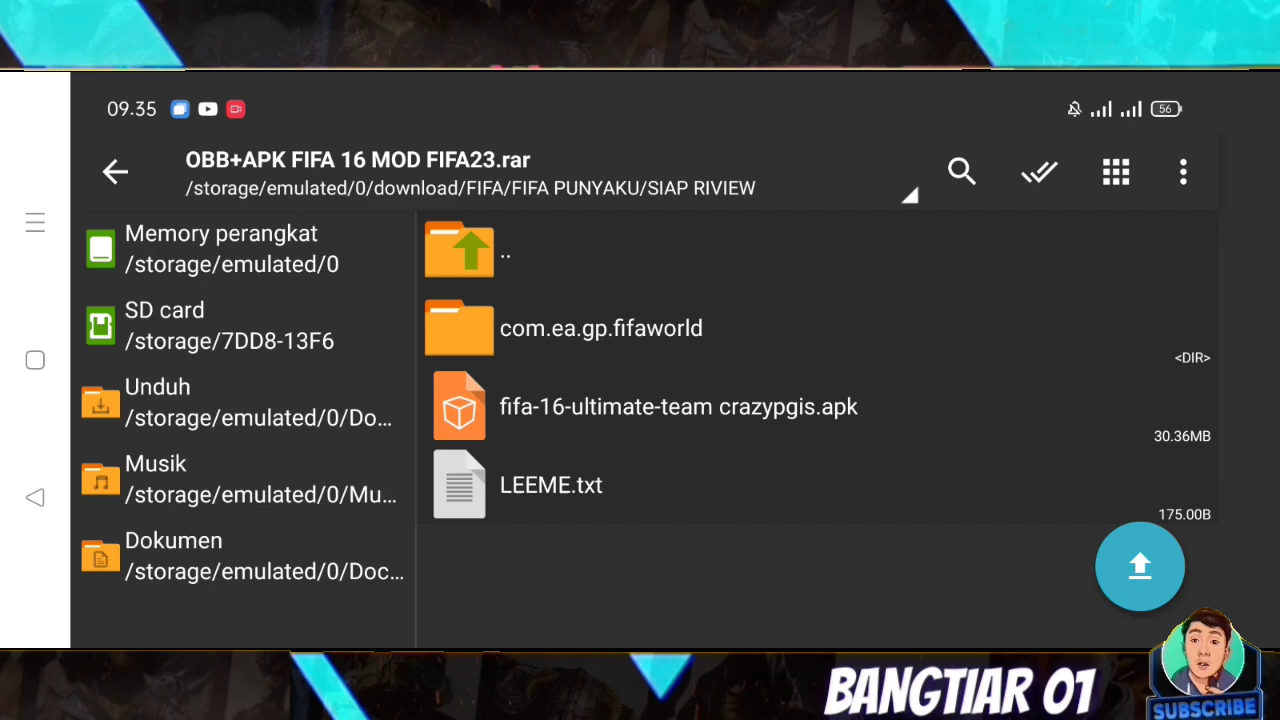 09.35
56
OBB+APK FIFA 16 MOD FIFA23.rar
/storage/emulated/0/download/FIFA/FIFA PUNYAKU/SIAP RIVIEW
Memory perangkat
/storage/emulated/0
SD card
/storage/7DD8-13F6
Unduh
/storage/emulated/0/Do...
Musik
/storage/emulated/0/Mu...
Dokumen
/storage/emulated/0/Doc...
..
com.ea.gp.fifaworld
<DIR>
fifa-16-ultimate-team crazypgis.apk
30.36MB
LEEME.txt
175.00B
BANGTIAR 01
SUBSCRIBE